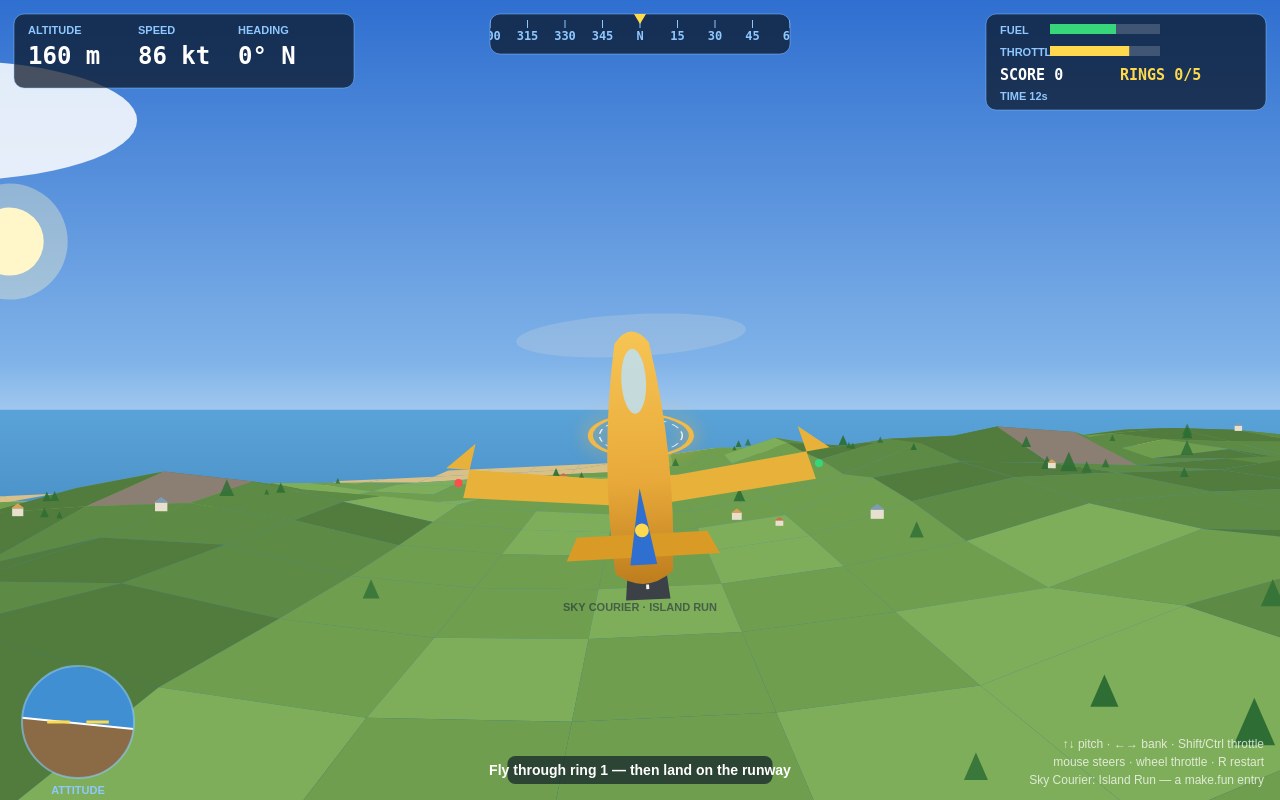 ALTITUDE SPEED HEADING
160 m 86 kt 0° N
00 315 330 345 N 15 30 45 6
FUEL
THROTTL
SCORE 0 RINGS 0/5
TIME 12s
SKY COURIER · ISLAND RUN
Fly through ring 1 — then land on the runway
↑↓ pitch · ←→ bank · Shift/Ctrl throttle
mouse steers · wheel throttle · R restart
Sky Courier: Island Run — a make.fun entry
ATTITUDE